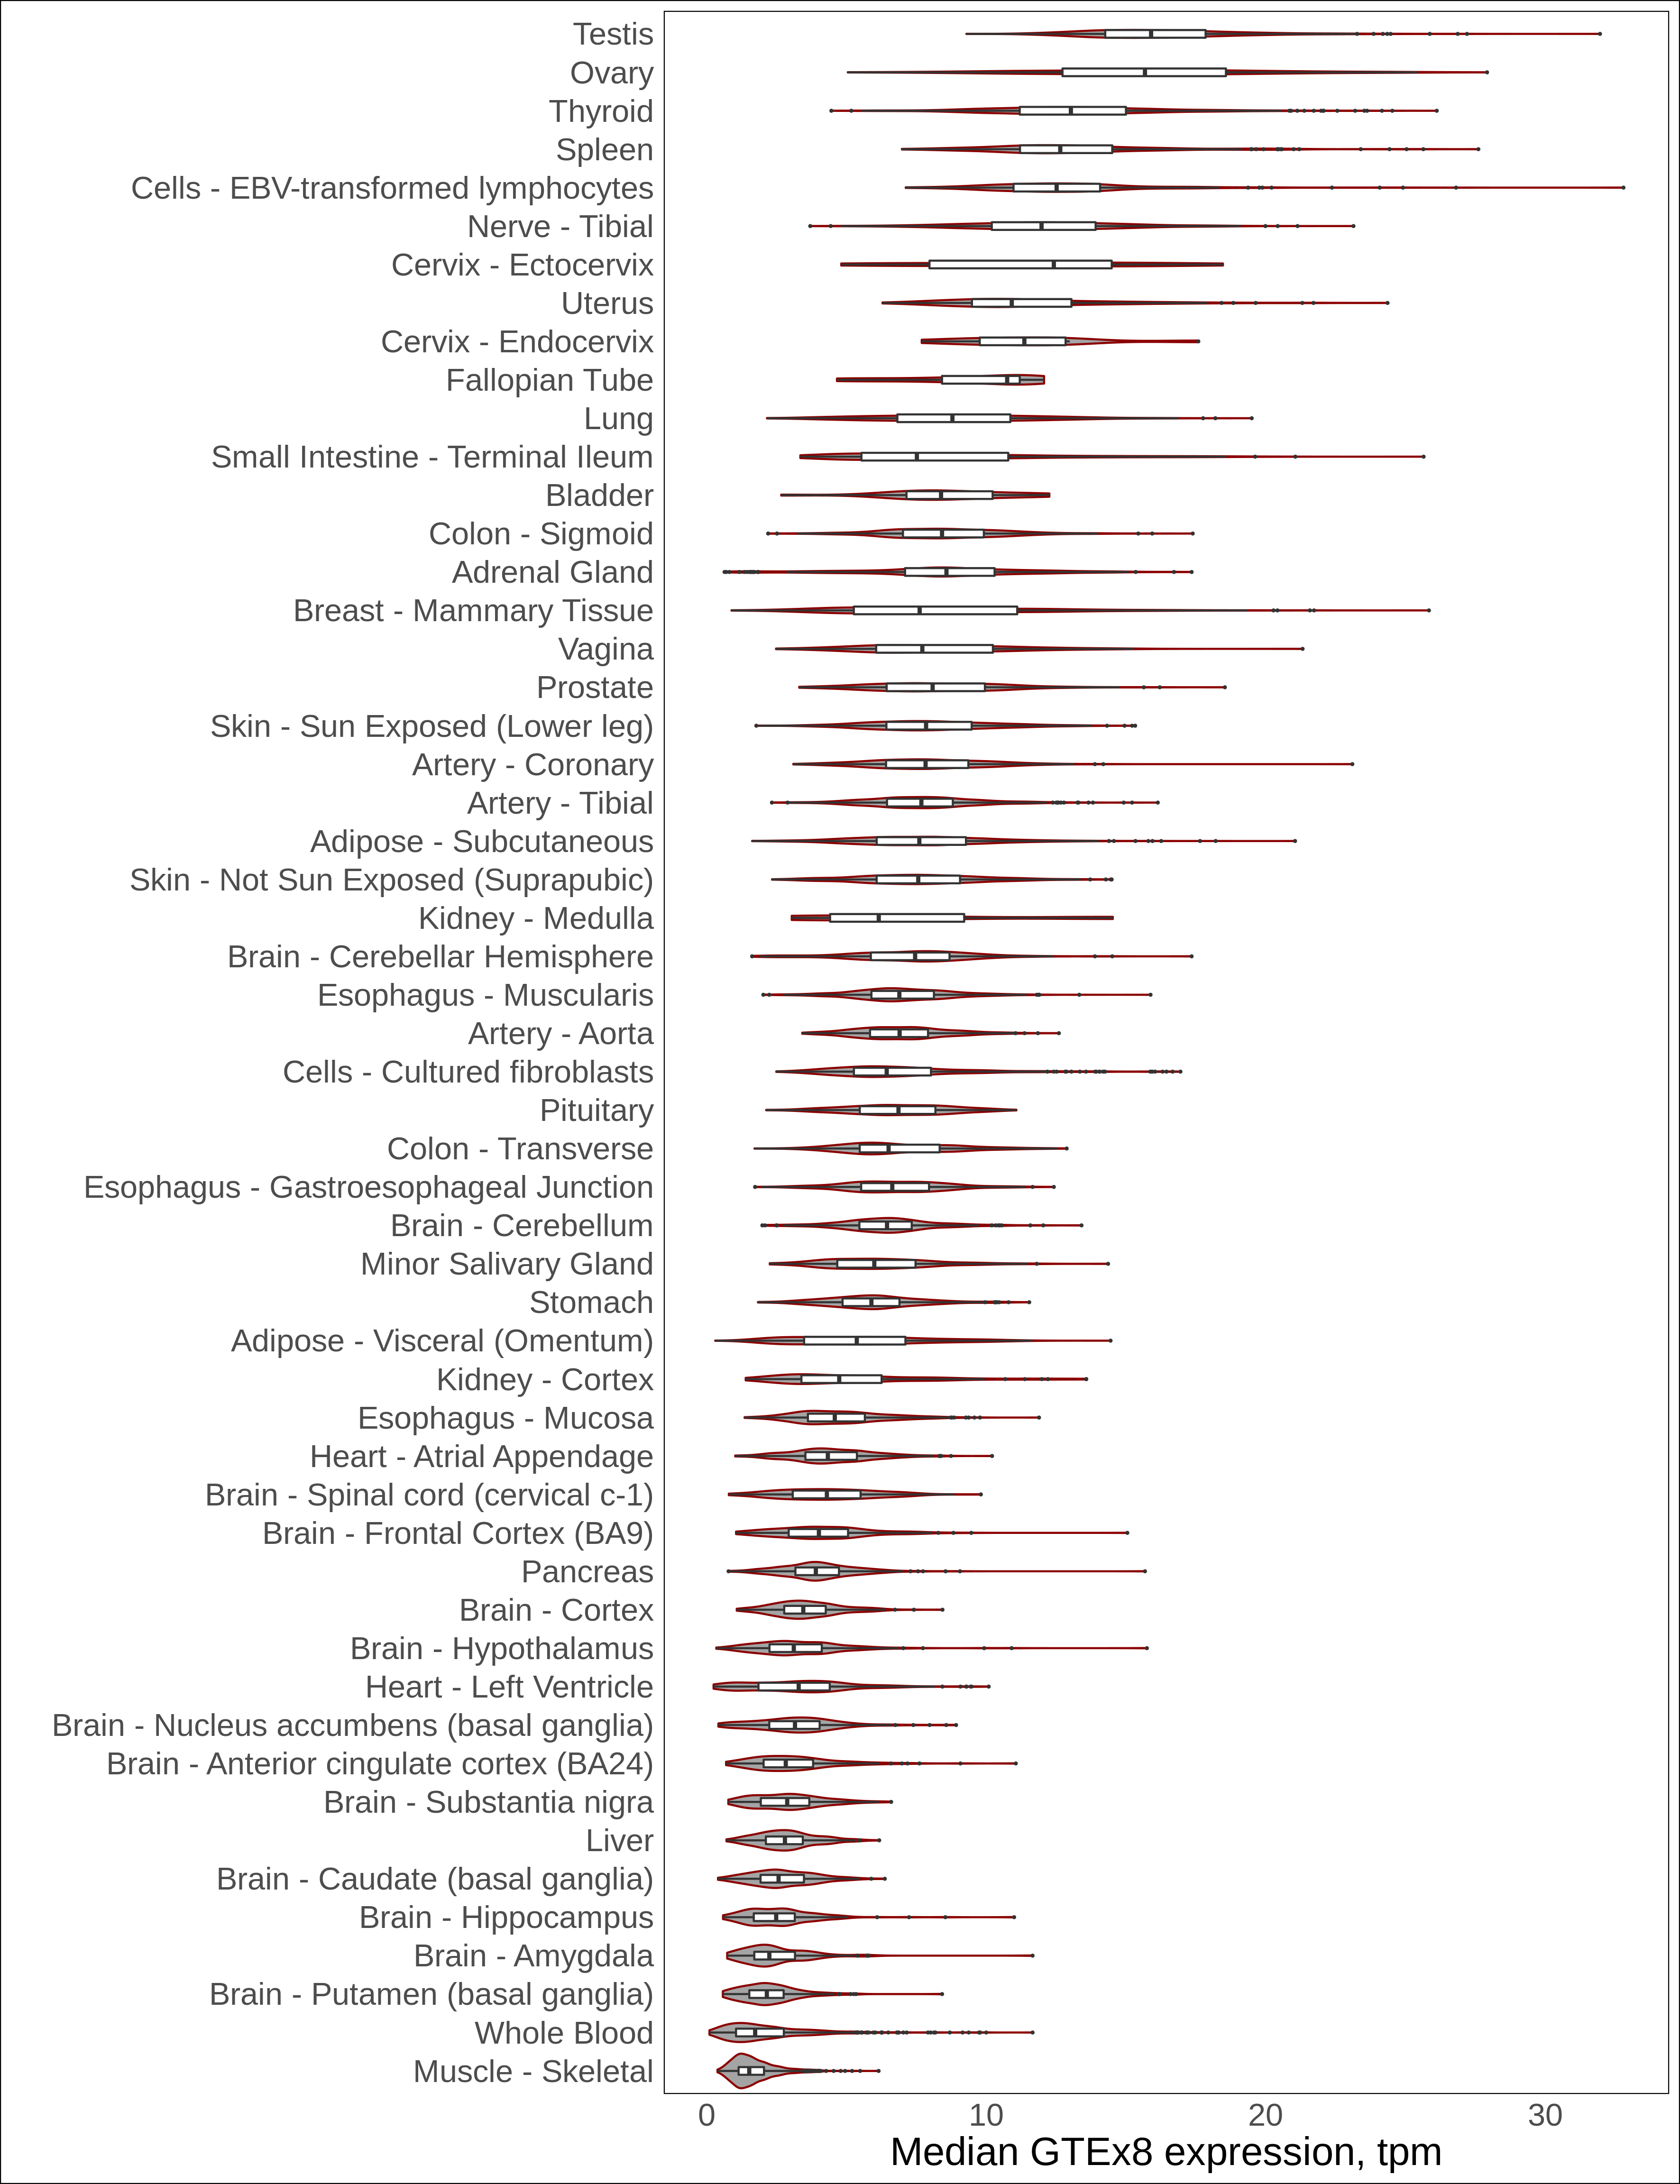 Testis
Ovary
Thyroid
Spleen
Cells - EBV-transformed lymphocytes
Nerve - Tibial
Cervix - Ectocervix
Uterus
Cervix - Endocervix
Fallopian Tube
Lung
Small Intestine - Terminal Ileum
Bladder
Colon - Sigmoid
Adrenal Gland
Breast - Mammary Tissue
Vagina
Prostate
Skin - Sun Exposed (Lower leg)
Artery - Coronary
Artery - Tibial
Adipose - Subcutaneous
Skin - Not Sun Exposed (Suprapubic)
Kidney - Medulla
Brain - Cerebellar Hemisphere
Esophagus - Muscularis
Artery - Aorta
Cells - Cultured fibroblasts
Pituitary
Colon - Transverse
Esophagus - Gastroesophageal Junction
Brain - Cerebellum
Minor Salivary Gland
Stomach
Adipose - Visceral (Omentum)
Kidney - Cortex
Esophagus - Mucosa
Heart - Atrial Appendage
Brain - Spinal cord (cervical c-1)
Brain - Frontal Cortex (BA9)
Pancreas
Brain - Cortex
Brain - Hypothalamus
Heart - Left Ventricle
Brain - Nucleus accumbens (basal ganglia)
Brain - Anterior cingulate cortex (BA24)
Brain - Substantia nigra
Liver
Brain - Caudate (basal ganglia)
Brain - Hippocampus
Brain - Amygdala
Brain - Putamen (basal ganglia)
Whole Blood
Muscle - Skeletal
0 10 20 30
Median GTEx8 expression, tpm